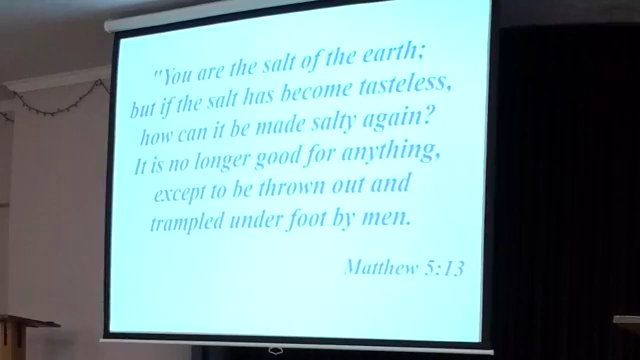 "You are the salt of the earth;
but if the salt has become tasteless,
how can it be made salty again?
It is no longer good for anything,
except to be thrown out and
trampled under foot by men.
Matthew 5:13